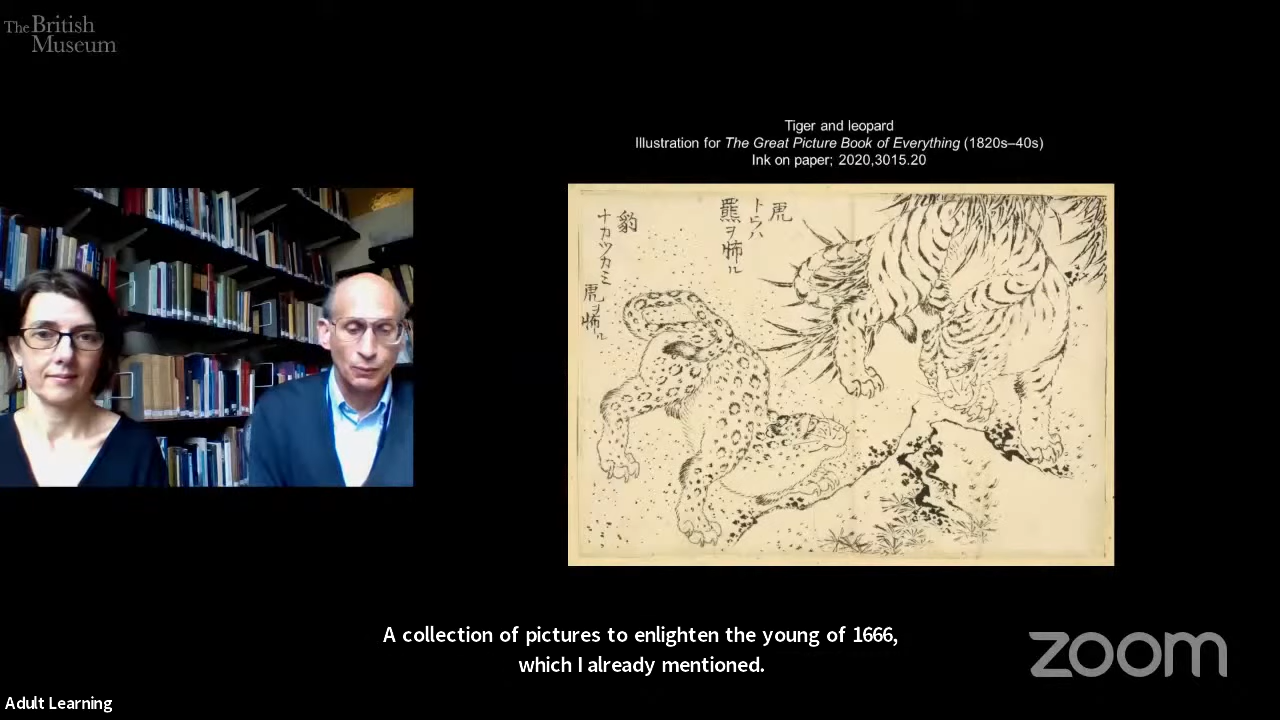 The British
Museum
Tiger and leopard
Illustration for The Great Picture Book of Everything (1820s–40s)
Ink on paper; 2020,3015.20
虎
トラハ
羆ヲ怖ル
豹
ナカツカミ
虎ヲ怖ル
A collection of pictures to enlighten the young of 1666,
which I already mentioned.
zoom
Adult Learning